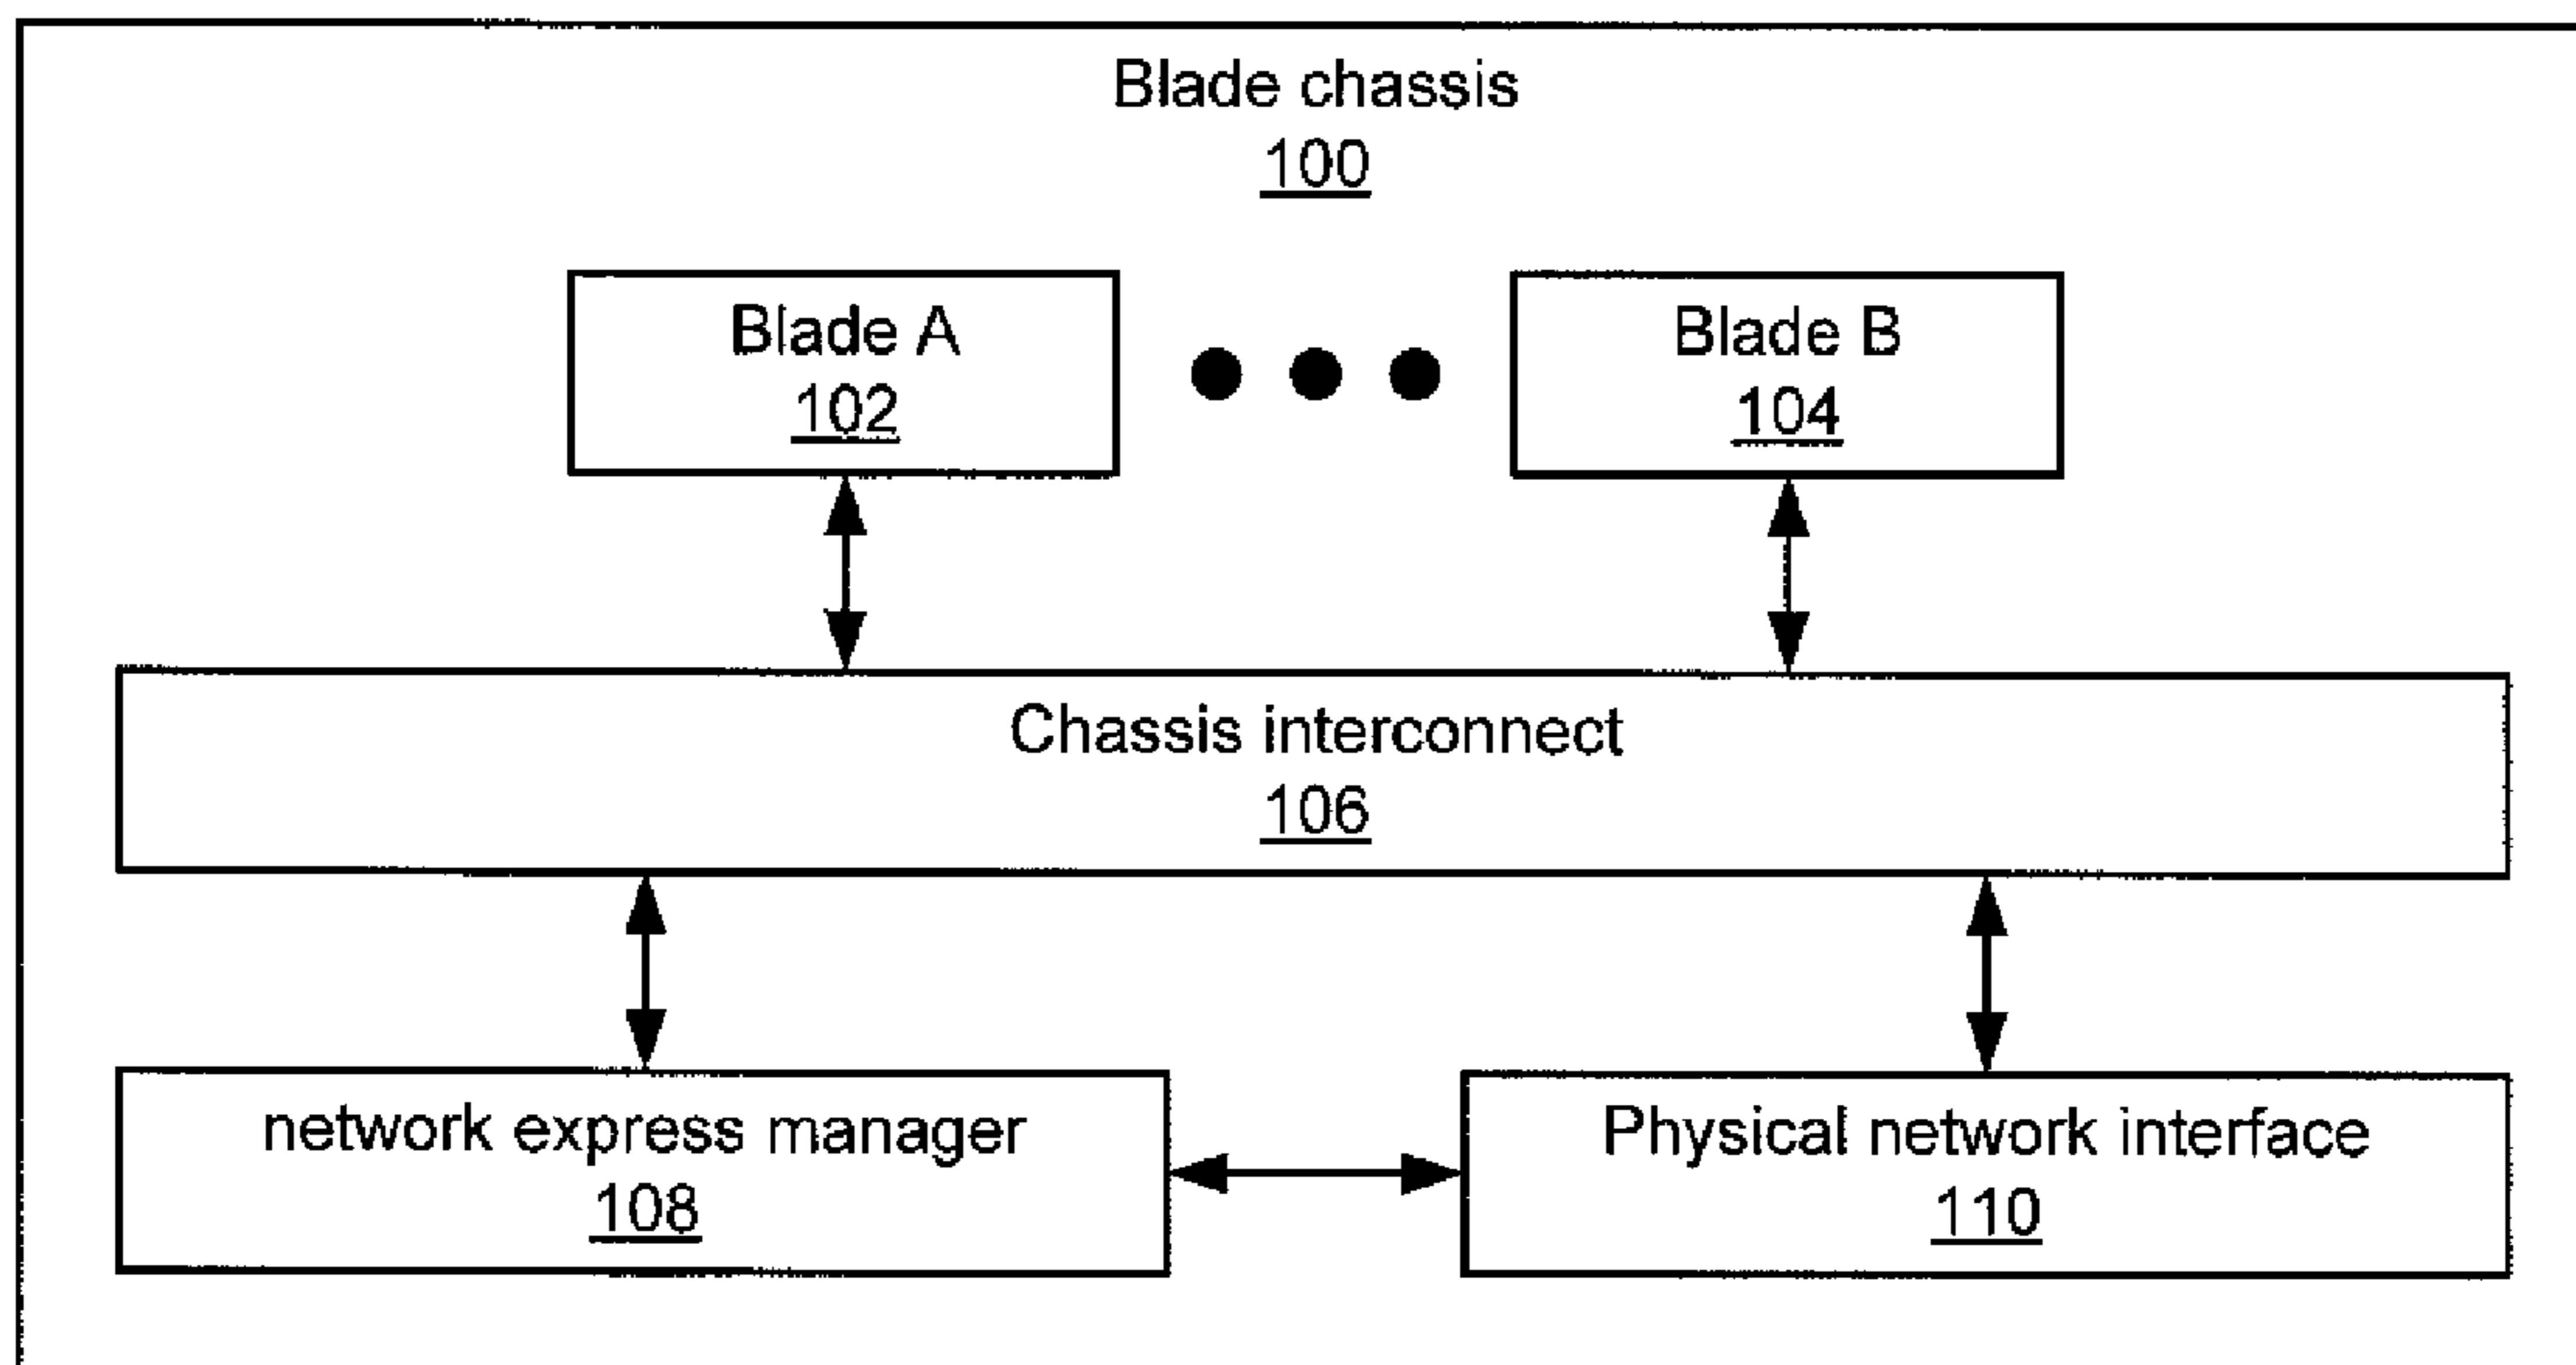 Blade chassis
100
Blade A
102
Blade B
104
Chassis interconnect
106
network express manager
108
Physical network interface
110